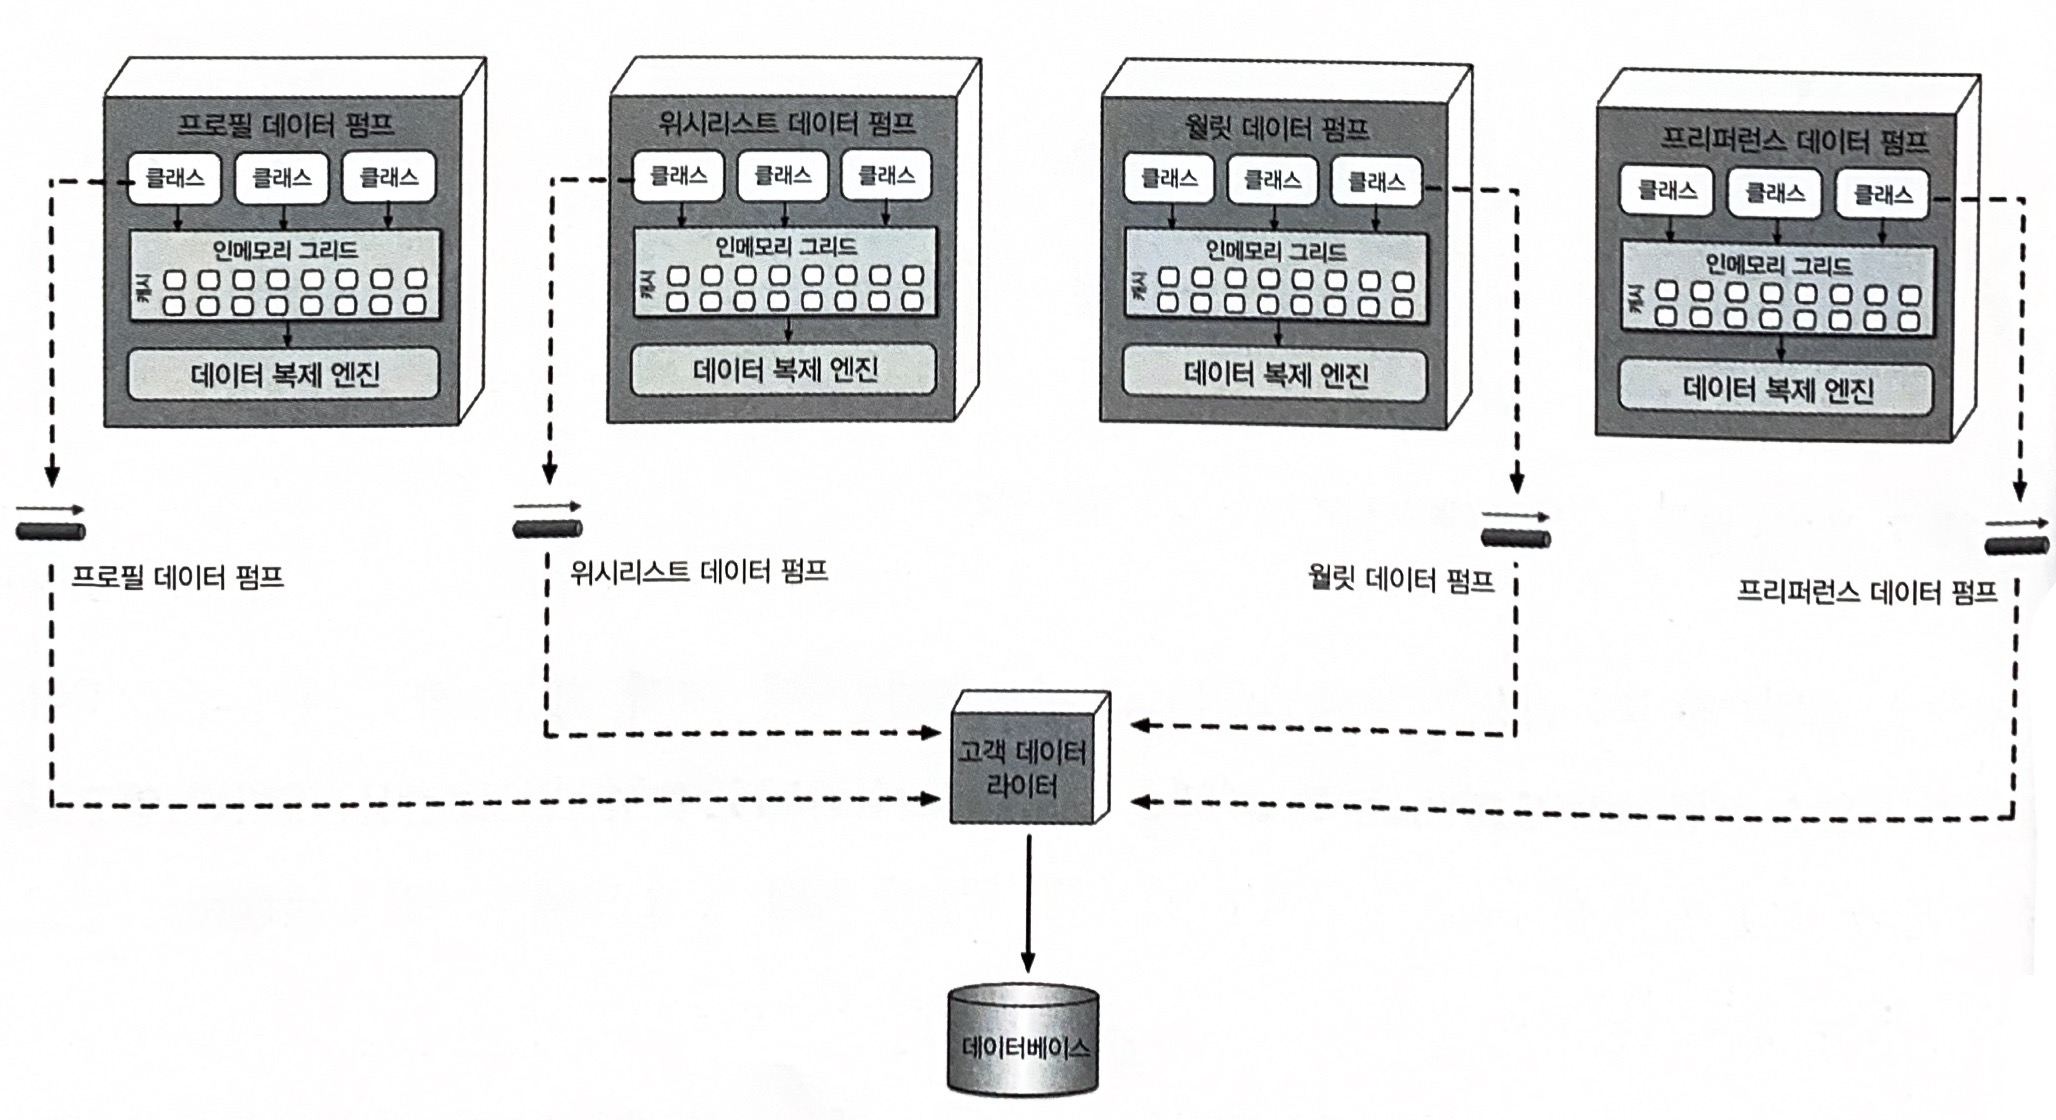 프로필 데이터 펌프
클래스 클래스 클래스
인메모리 그리드
캐시
데이터 복제 엔진
위시리스트 데이터 펌프
클래스 클래스 클래스
인메모리 그리드
캐시
데이터 복제 엔진
월릿 데이터 펌프
클래스 클래스 클래스
인메모리 그리드
캐시
데이터 복제 엔진
프리퍼런스 데이터 펌프
클래스 클래스 클래스
인메모리 그리드
캐시
데이터 복제 엔진
프로필 데이터 펌프
위시리스트 데이터 펌프
월릿 데이터 펌프
프리퍼런스 데이터 펌프
고객 데이터
라이터
데이터베이스